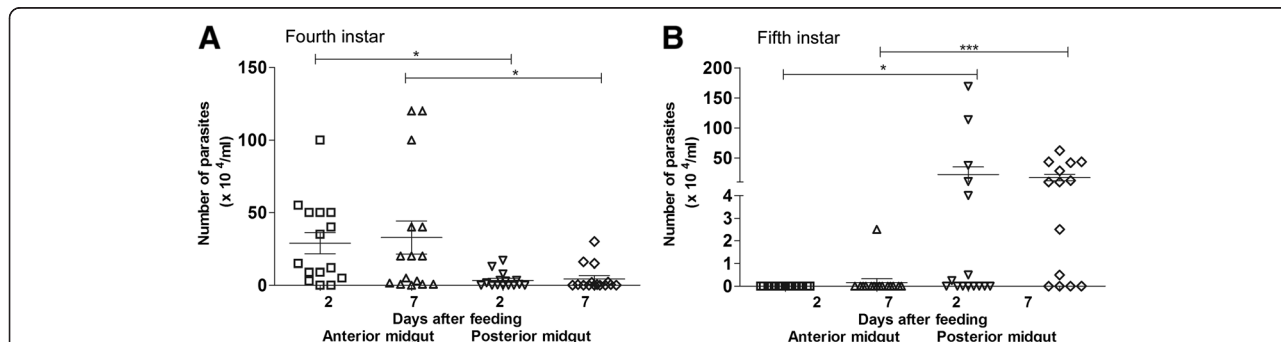 A Fourth instar
*
*
150
100
50
0
Number of parasites
(x 10 4/ml)
2 7 2 7
Days after feeding
Anterior midgut Posterior midgut
B Fifth instar
***
*
200
150
100
50
4
3
2
1
0
Number of parasites
(x 10 4/ml)
2 7 2 7
Days after feeding
Anterior midgut Posterior midgut